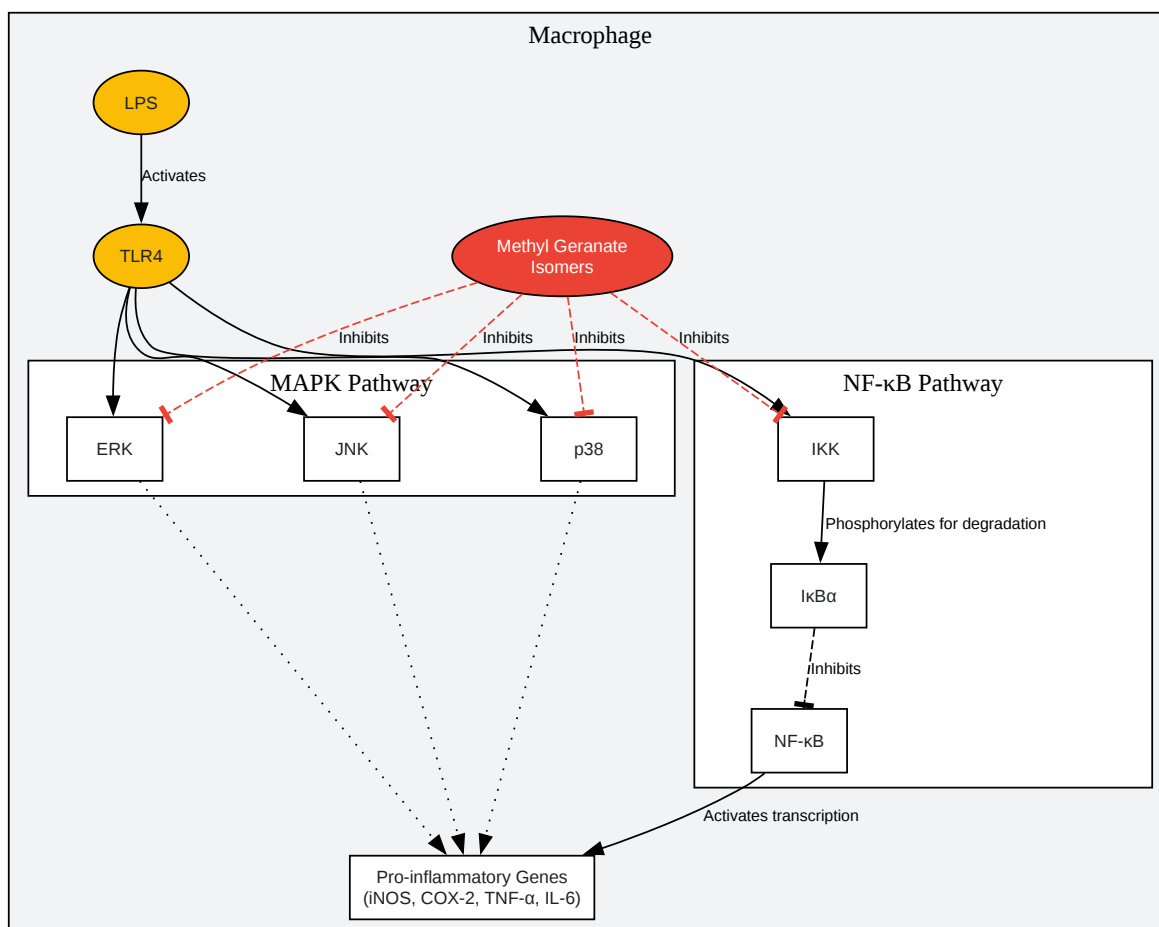 Macrophage
LPS
Activates
TLR4
Methyl Geranate
Isomers
Inhibits
Inhibits
Inhibits
Inhibits
MAPK Pathway
NF-κB Pathway
ERK
JNK
p38
IKK
Phosphorylates for degradation
IκBα
Inhibits
NF-κB
Activates transcription
Pro-inflammatory Genes
(iNOS, COX-2, TNF-α, IL-6)